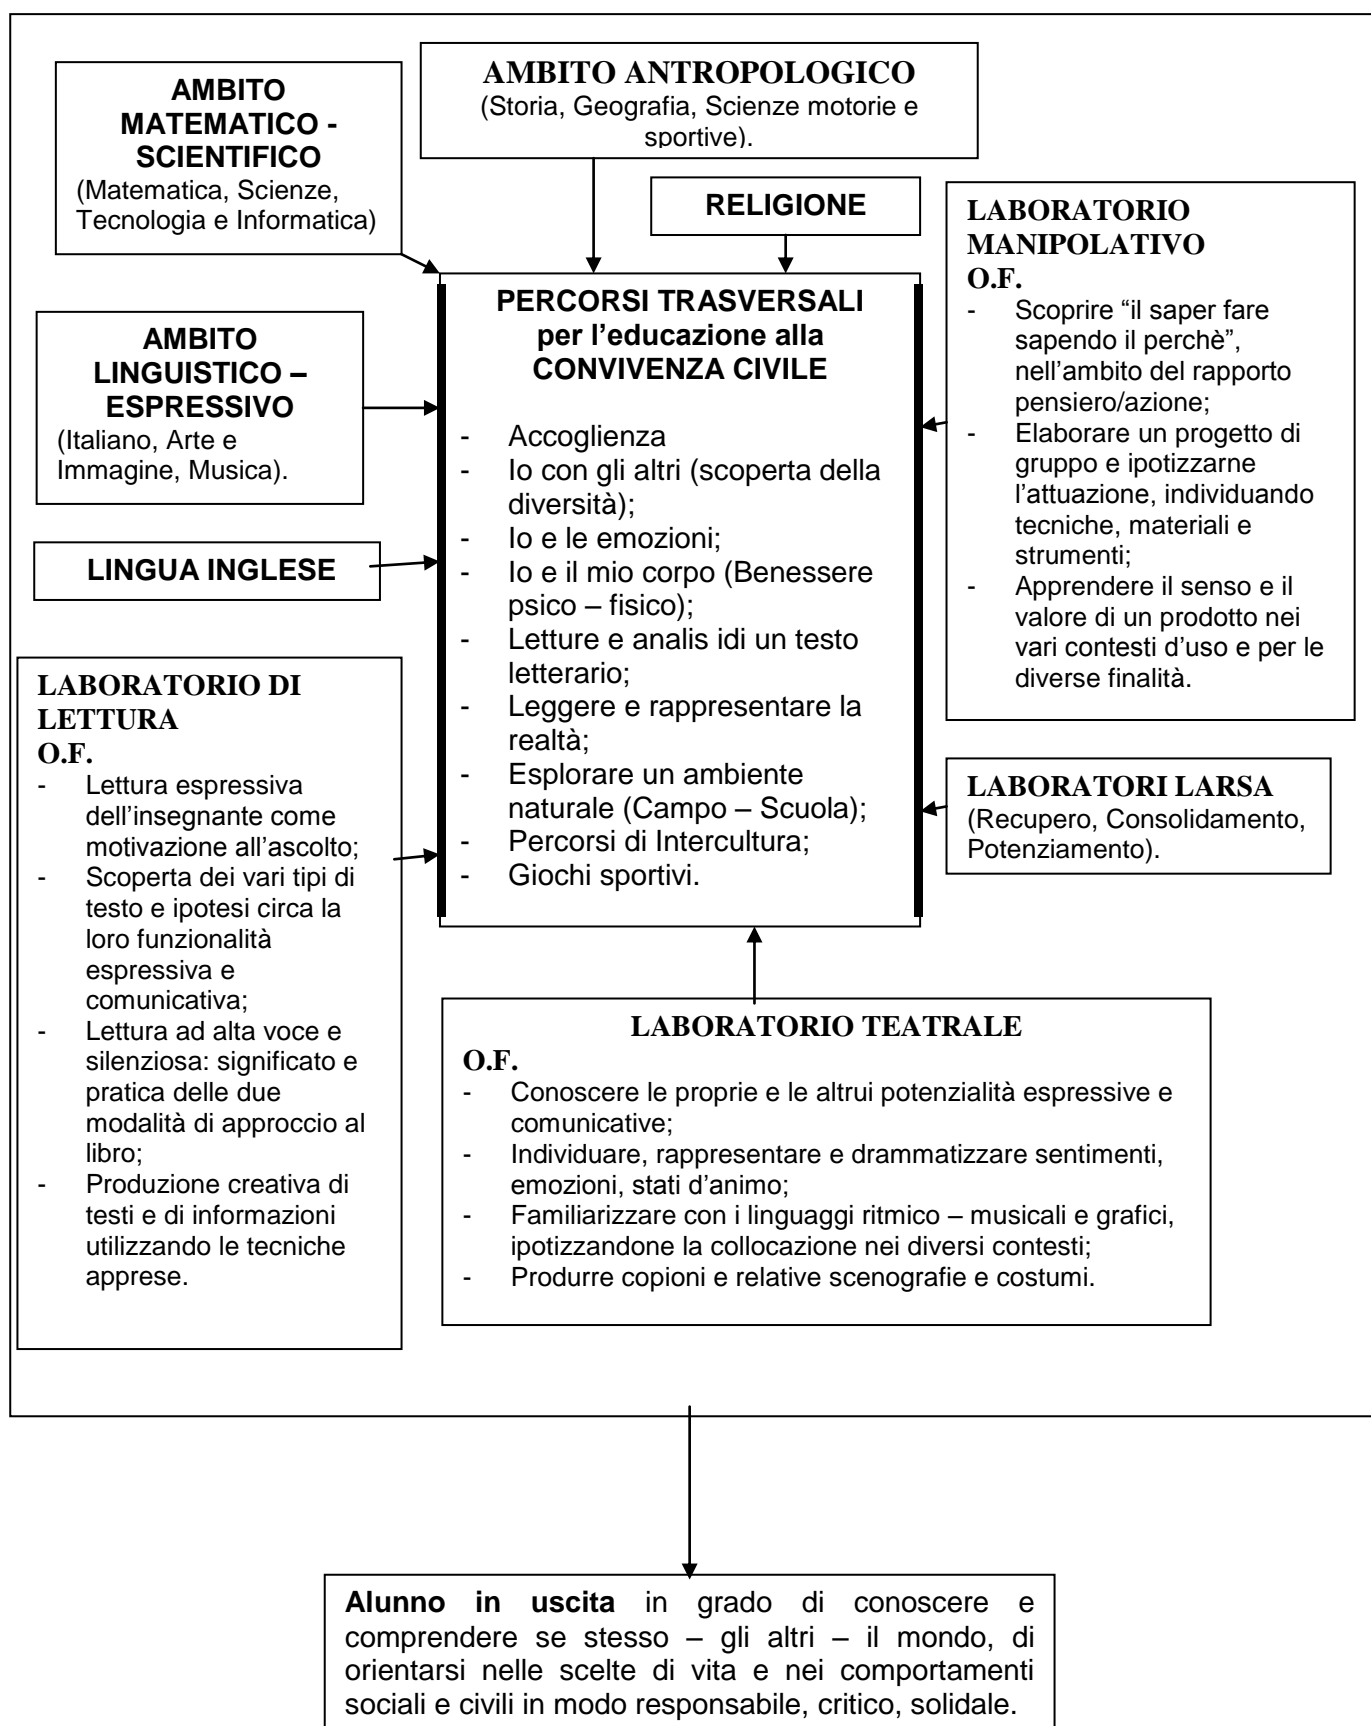 AMBITO
MATEMATICO -
SCIENTIFICO
(Matematica, Scienze,
Tecnologia e Informatica)
AMBITO ANTROPOLOGICO
(Storia, Geografia, Scienze motorie e
sportive).
RELIGIONE
AMBITO
LINGUISTICO –
ESPRESSIVO
(Italiano, Arte e
Immagine, Musica).
LINGUA INGLESE
LABORATORIO DI
LETTURA
O.F.
- Lettura espressiva
dell’insegnante come
motivazione all’ascolto;
- Scoperta dei vari tipi di
testo e ipotesi circa la
loro funzionalità
espressiva e
comunicativa;
- Lettura ad alta voce e
silenziosa: significato e
pratica delle due
modalità di approccio al
libro;
- Produzione creativa di
testi e di informazioni
utilizzando le tecniche
apprese.
PERCORSI TRASVERSALI
per l’educazione alla
CONVIVENZA CIVILE
- Accoglienza
- Io con gli altri (scoperta della
diversità);
- Io e le emozioni;
- Io e il mio corpo (Benessere
psico – fisico);
- Letture e analis idi un testo
letterario;
- Leggere e rappresentare la
realtà;
- Esplorare un ambiente
naturale (Campo – Scuola);
- Percorsi di Intercultura;
- Giochi sportivi.
LABORATORIO
MANIPOLATIVO
O.F.
- Scoprire “il saper fare
sapendo il perchè”,
nell’ambito del rapporto
pensiero/azione;
- Elaborare un progetto di
gruppo e ipotizzarne
l’attuazione, individuando
tecniche, materiali e
strumenti;
- Apprendere il senso e il
valore di un prodotto nei
vari contesti d’uso e per le
diverse finalità.
LABORATORI LARSA
(Recupero, Consolidamento,
Potenziamento).
LABORATORIO TEATRALE
O.F.
- Conoscere le proprie e le altrui potenzialità espressive e
comunicative;
- Individuare, rappresentare e drammatizzare sentimenti,
emozioni, stati d’animo;
- Familiarizzare con i linguaggi ritmico – musicali e grafici,
ipotizzandone la collocazione nei diversi contesti;
- Produrre copioni e relative scenografie e costumi.
Alunno in uscita in grado di conoscere e
comprendere se stesso – gli altri – il mondo, di
orientarsi nelle scelte di vita e nei comportamenti
sociali e civili in modo responsabile, critico, solidale.